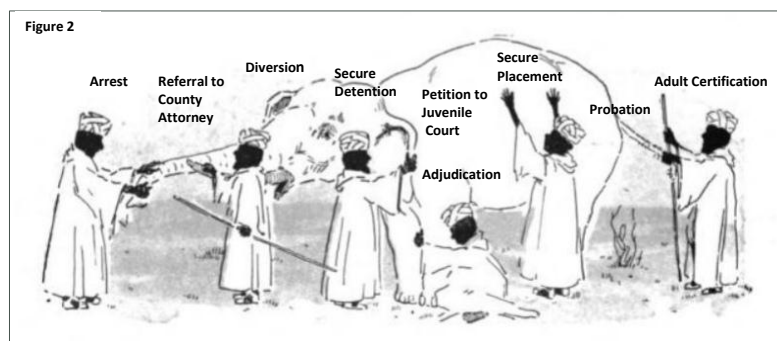 Figure 2
Arrest
Referral to
County
Attorney
Diversion
Secure
Detention
Petition to
Juvenile
Court
Adjudication
Secure
Placement
Probation
Adult Certification